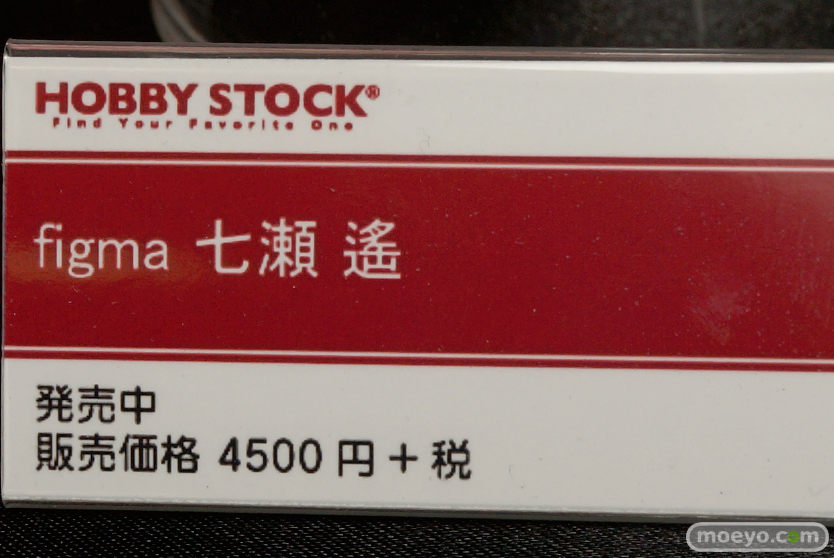 HOBBY STOCK®
Find Your Favorite One
figma 七瀬 遙
発売中
販売価格 4500 円 + 税
moeyo.com